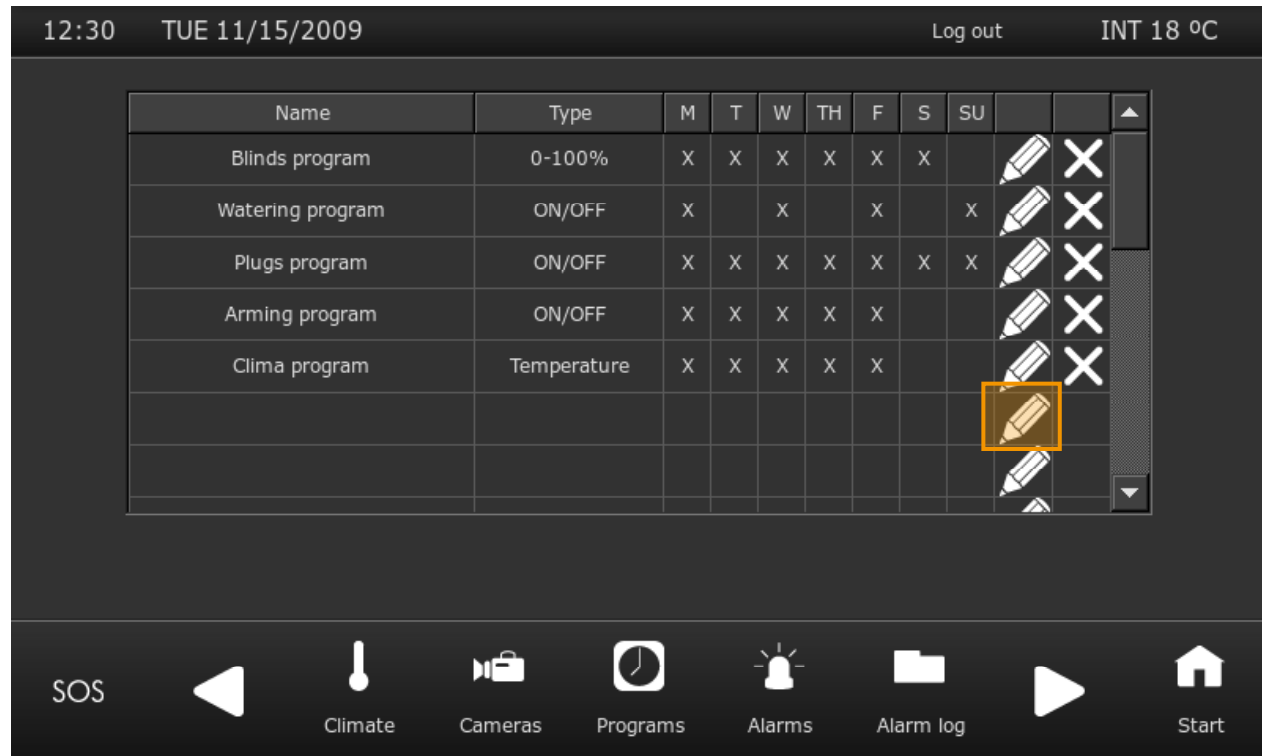 12:30 TUE 11/15/2009 Log out INT 18 ºC
Name Type M T W TH F S SU
Blinds program 0-100% X X X X X X
Watering program ON/OFF X X X X
Plugs program ON/OFF X X X X X X X
Arming program ON/OFF X X X X X
Clima program Temperature X X X X X
SOS Climate Cameras Programs Alarms Alarm log Start